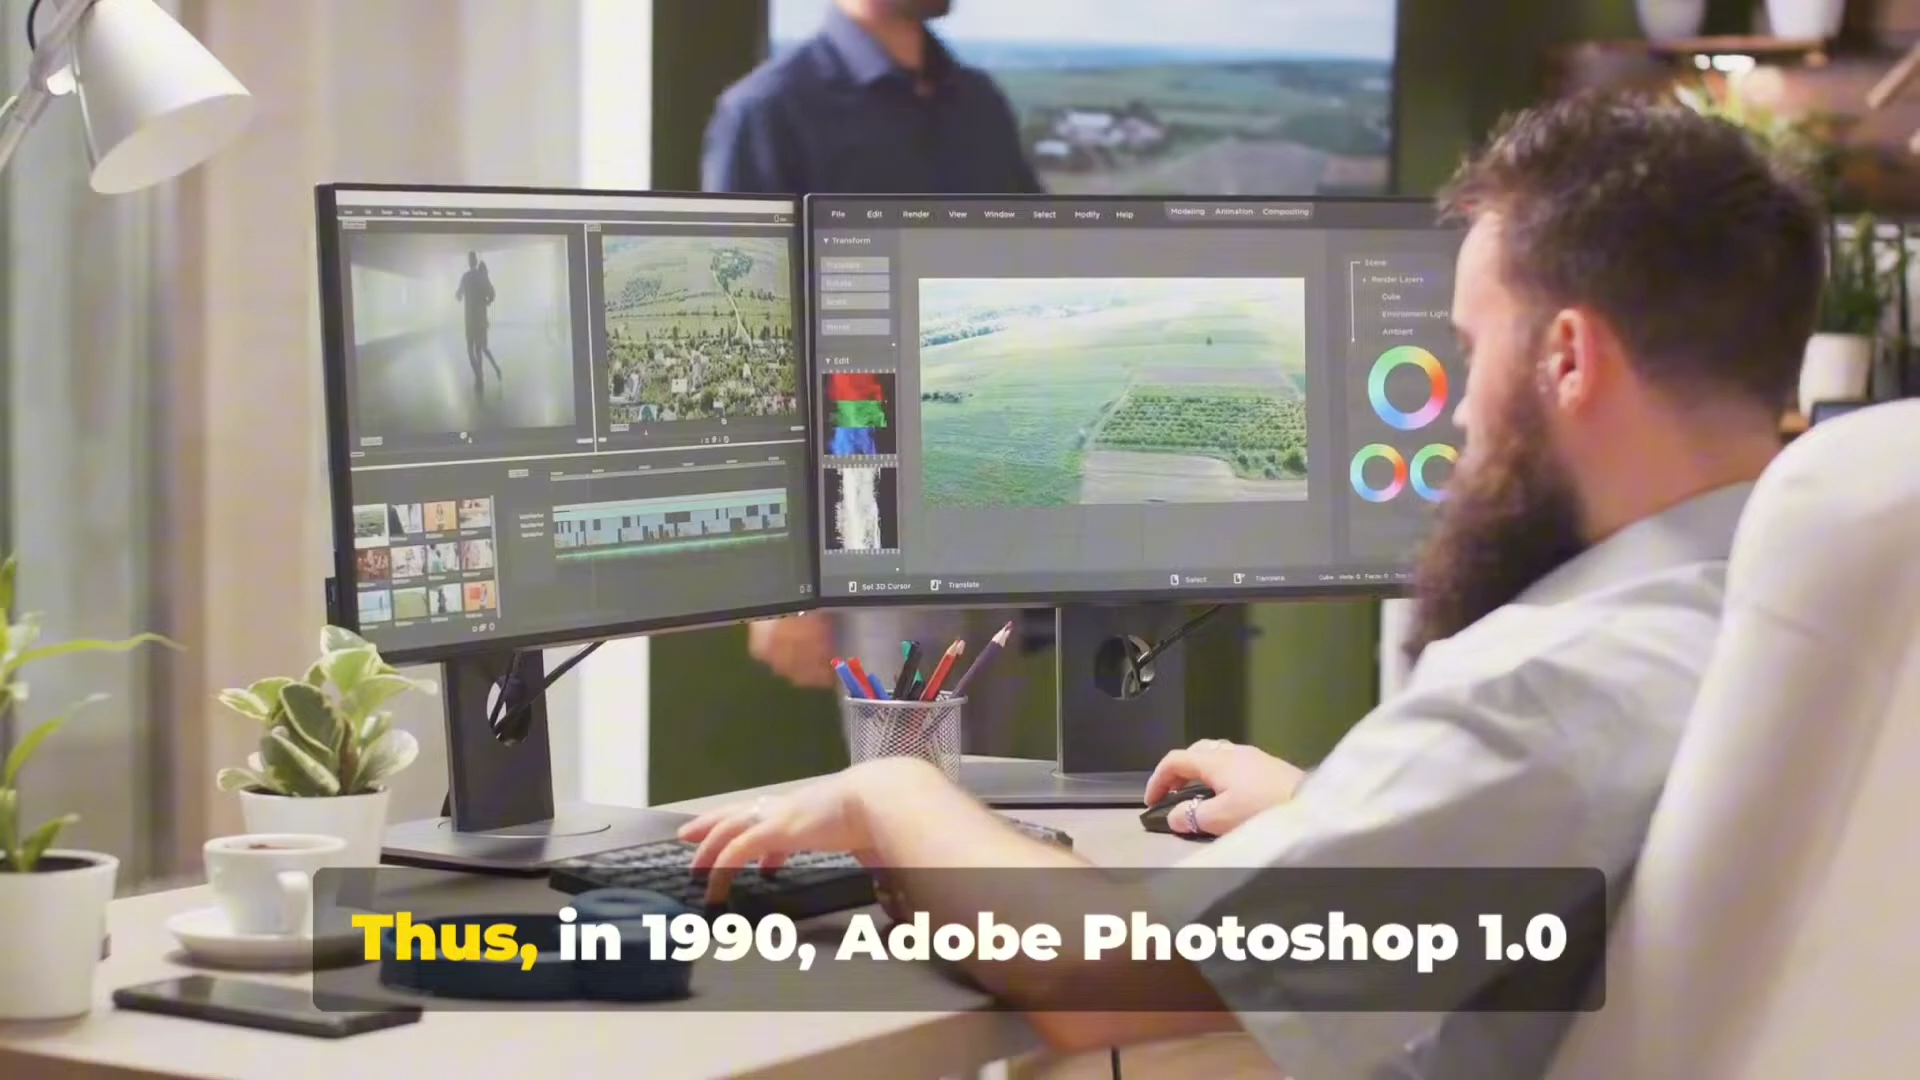 File Edit Render View Window Select Modify Help Modeling Animation Compositing
Transform
Edit
Scene
Render Layers
Cube
Environment Light
Ambient
Set 3D Cursor Translate Select Translate
Thus, in 1990, Adobe Photoshop 1.0